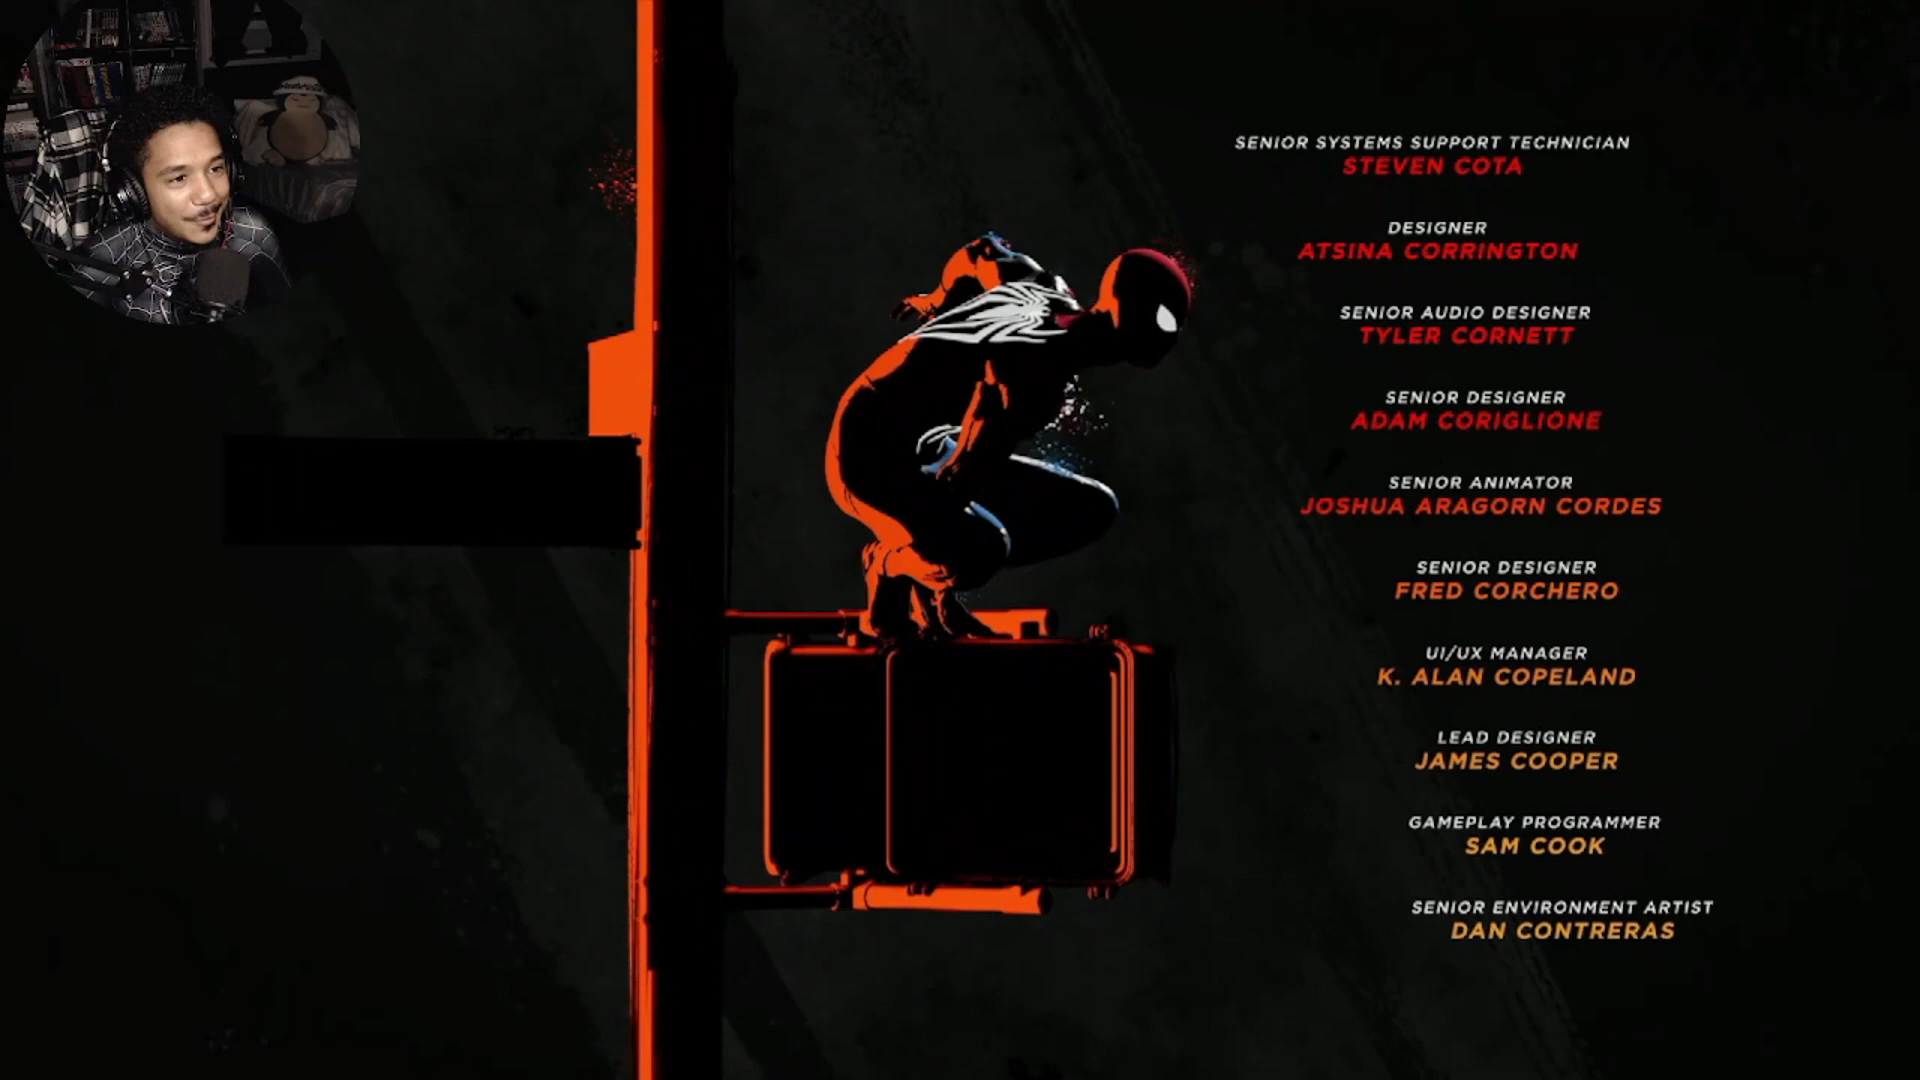 SENIOR SYSTEMS SUPPORT TECHNICIAN
STEVEN COTA
DESIGNER
ATSINA CORRINGTON
SENIOR AUDIO DESIGNER
TYLER CORNETT
SENIOR DESIGNER
ADAM CORIGLIONE
SENIOR ANIMATOR
JOSHUA ARAGORN CORDES
SENIOR DESIGNER
FRED CORCHERO
UI/UX MANAGER
K. ALAN COPELAND
LEAD DESIGNER
JAMES COOPER
GAMEPLAY PROGRAMMER
SAM COOK
SENIOR ENVIRONMENT ARTIST
DAN CONTRERAS